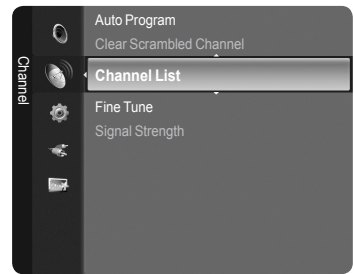 Channel
Auto Program
Clear Scrambled Channel
Channel List
Fine Tune
Signal Strength